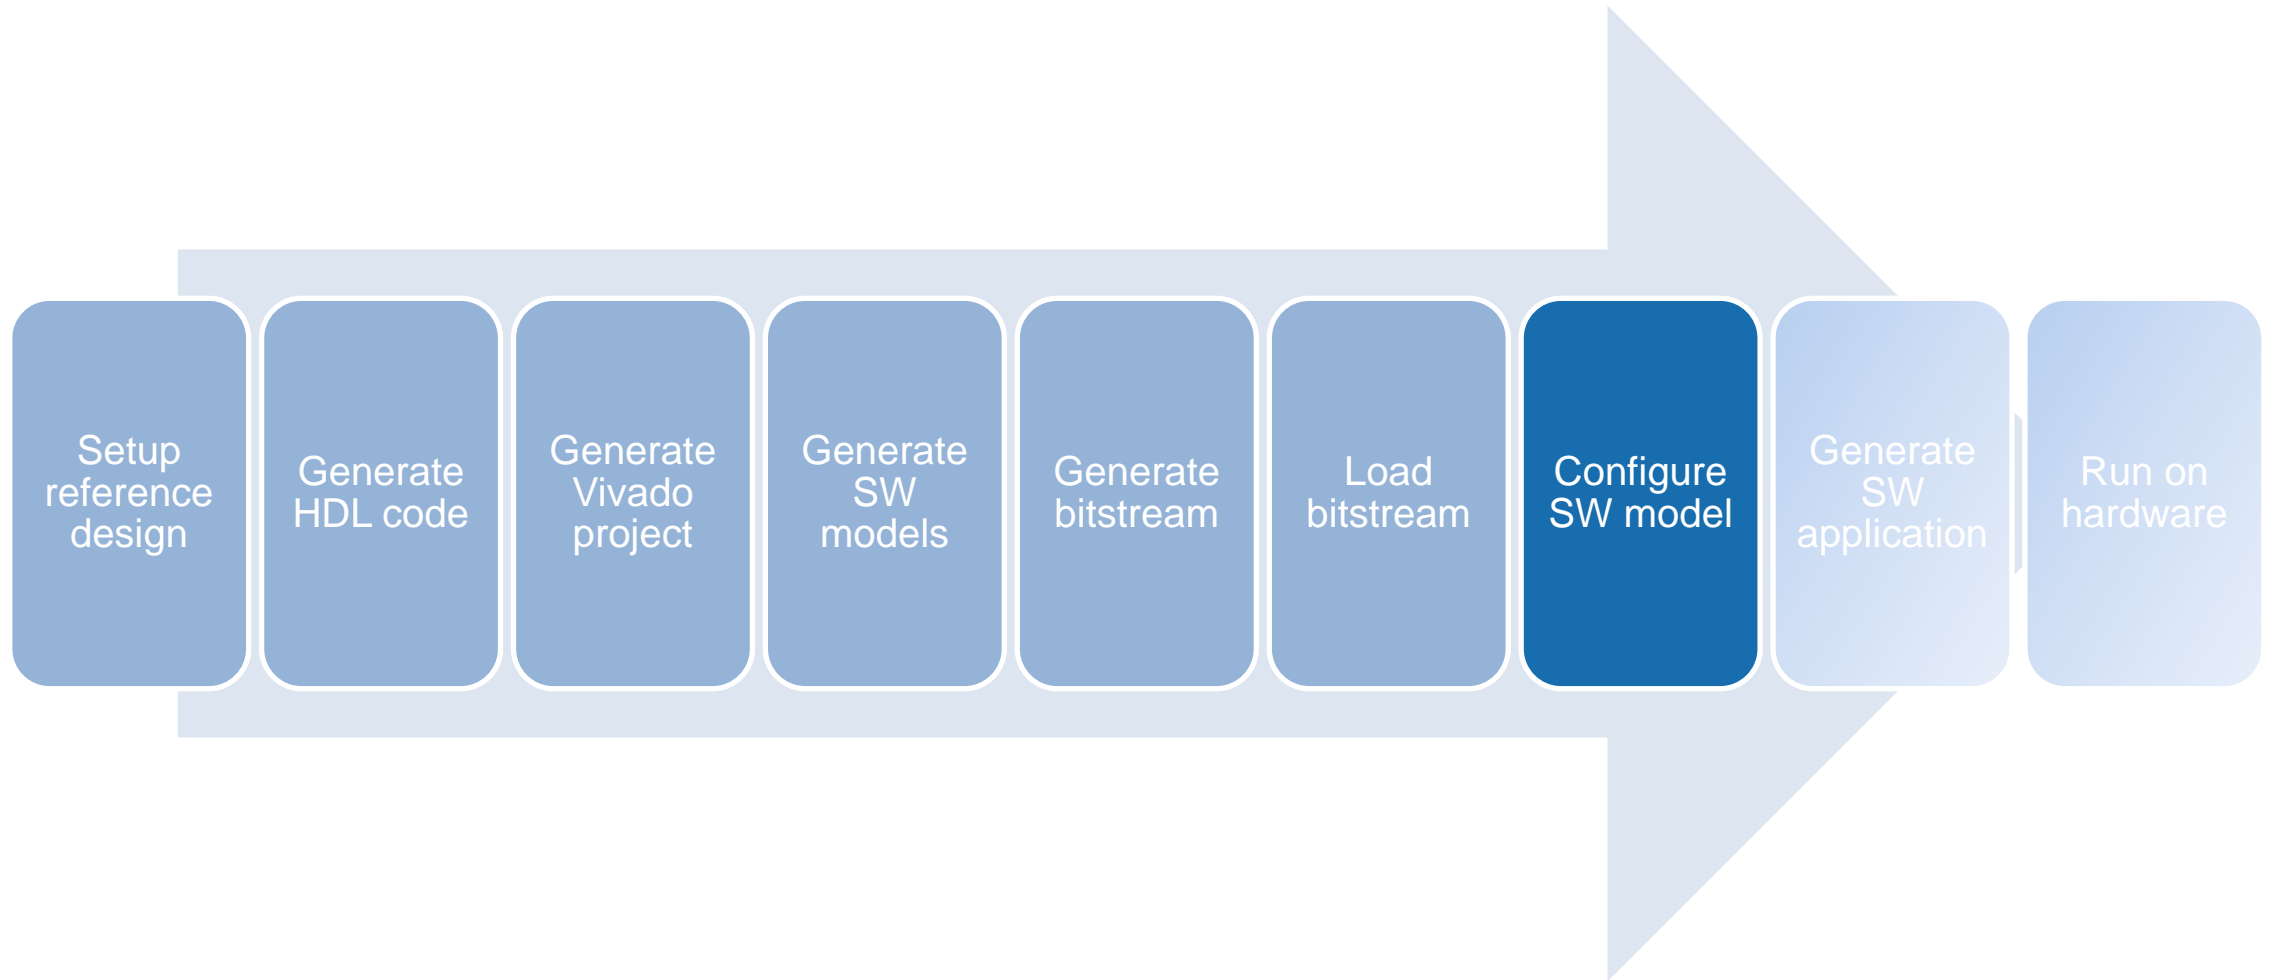 Setup
reference
design
Generate
HDL code
Generate
Vivado
project
Generate
SW
models
Generate
bitstream
Load
bitstream
Configure
SW model
Generate
SW
application
Run on
hardware